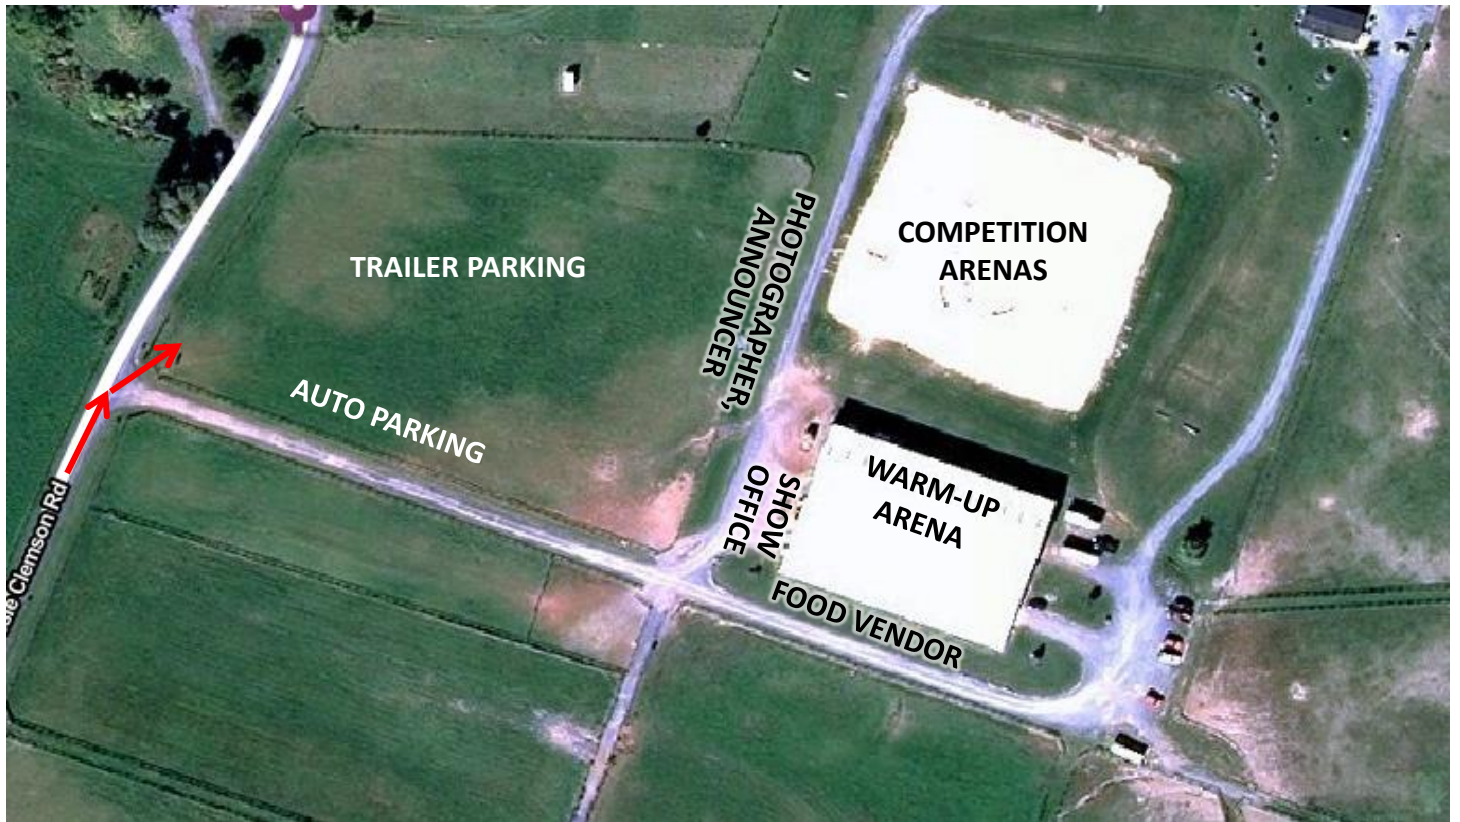 COMPETITION
ARENAS
TRAILER PARKING
PHOTOGRAPHER,
ANNOUNCER
AUTO PARKING
WARM-UP
ARENA
SHOW
OFFICE
Clemson Rd
FOOD VENDOR